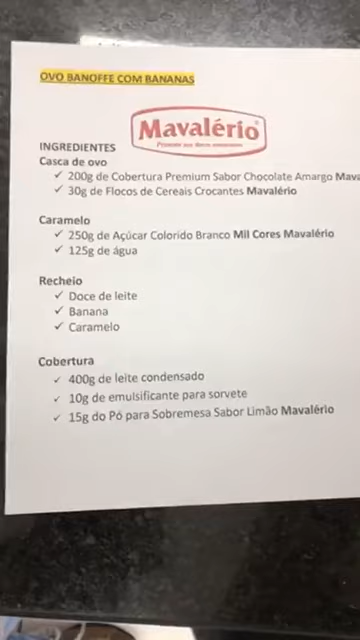 OVO BANOFFE COM BANANAS
Mavalério
INGREDIENTES
Casca de ovo
✓ 200g de Cobertura Premium Sabor Chocolate Amargo Mava
✓ 30g de Flocos de Cereais Crocantes Mavalério
Caramelo
✓ 250g de Açúcar Colorido Branco Mil Cores Mavalério
✓ 125g de água
Recheio
✓ Doce de leite
✓ Banana
✓ Caramelo
Cobertura
✓ 400g de leite condensado
✓ 10g de emulsificante para sorvete
✓ 15g do Pó para Sobremesa Sabor Limão Mavalério